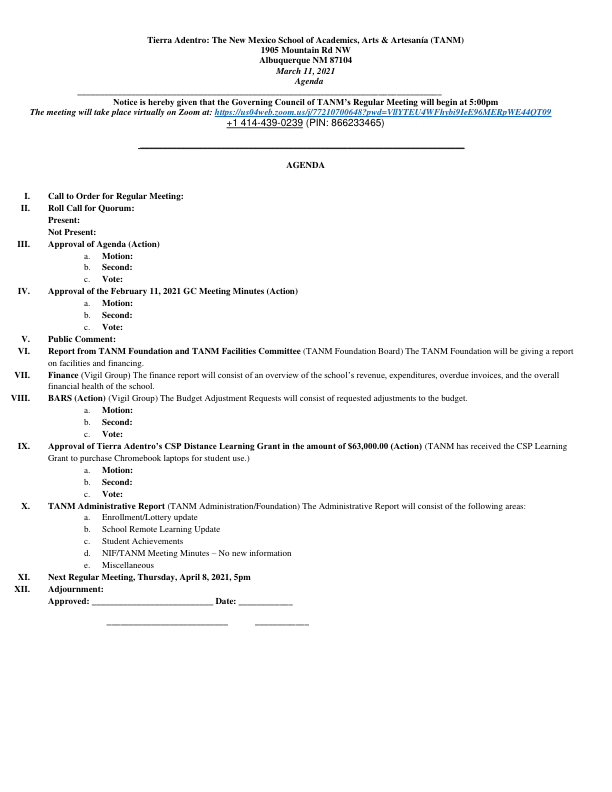 Tierra Adentro: The New Mexico School of Academics, Arts & Artesanía (TANM)
1905 Mountain Rd NW
Albuquerque NM 87104
March 11, 2021
Agenda
Notice is hereby given that the Governing Council of TANM's Regular Meeting will begin at 5:00pm
The meeting will take place virtually on Zoom at: https://us04web.zoom.us/j/77210700648?pwd=VllYTEU4WFhybi9IeE96MERpWE44QT09
+1 414-439-0239 (PIN: 866233465)
AGENDA
I. Call to Order for Regular Meeting:
II. Roll Call for Quorum:
Present:
Not Present:
III. Approval of Agenda (Action)
a. Motion:
b. Second:
c. Vote:
IV. Approval of the February 11, 2021 GC Meeting Minutes (Action)
a. Motion:
b. Second:
c. Vote:
V. Public Comment:
VI. Report from TANM Foundation and TANM Facilities Committee (TANM Foundation Board) The TANM Foundation will be giving a report
on facilities and financing.
VII. Finance (Vigil Group) The finance report will consist of an overview of the school's revenue, expenditures, overdue invoices, and the overall
financial health of the school.
VIII. BARS (Action) (Vigil Group) The Budget Adjustment Requests will consist of requested adjustments to the budget.
a. Motion:
b. Second:
c. Vote:
IX. Approval of Tierra Adentro's CSP Distance Learning Grant in the amount of $63,000.00 (Action) (TANM has received the CSP Learning
Grant to purchase Chromebook laptops for student use.)
a. Motion:
b. Second:
c. Vote:
X. TANM Administrative Report (TANM Administration/Foundation) The Administrative Report will consist of the following areas:
a. Enrollment/Lottery update
b. School Remote Learning Update
c. Student Achievements
d. NIF/TANM Meeting Minutes – No new information
e. Miscellaneous
XI. Next Regular Meeting, Thursday, April 8, 2021, 5pm
XII. Adjournment:
Approved: ___________________________ Date: ____________